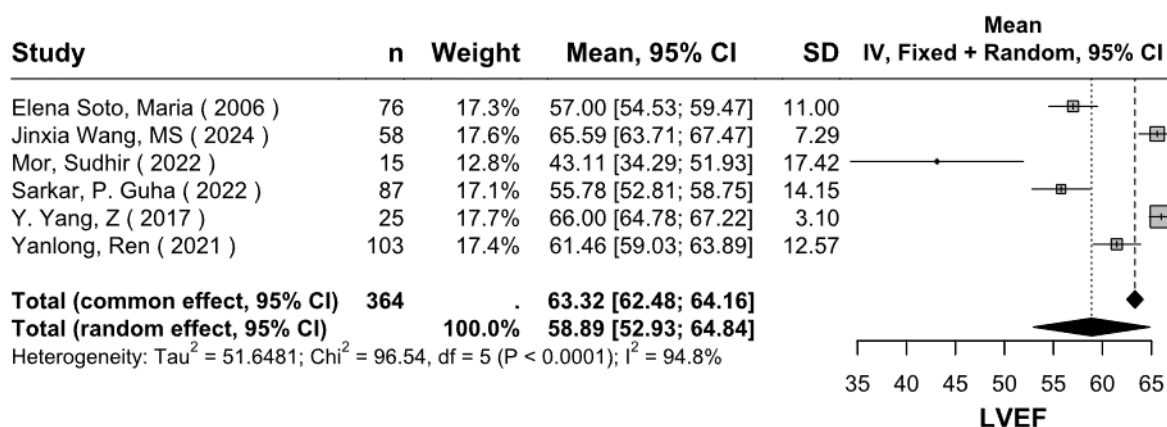 Mean
Study n Weight Mean, 95% CI SD IV, Fixed + Random, 95% CI
Elena Soto, Maria ( 2006 ) 76 17.3% 57.00 [54.53; 59.47] 11.00
Jinxia Wang, MS ( 2024 ) 58 17.6% 65.59 [63.71; 67.47] 7.29
Mor, Sudhir ( 2022 ) 15 12.8% 43.11 [34.29; 51.93] 17.42
Sarkar, P. Guha ( 2022 ) 87 17.1% 55.78 [52.81; 58.75] 14.15
Y. Yang, Z ( 2017 ) 25 17.7% 66.00 [64.78; 67.22] 3.10
Yanlong, Ren ( 2021 ) 103 17.4% 61.46 [59.03; 63.89] 12.57
Total (common effect, 95% CI) 364 . 63.32 [62.48; 64.16]
Total (random effect, 95% CI) 100.0% 58.89 [52.93; 64.84]
Heterogeneity: Tau² = 51.6481; Chi² = 96.54, df = 5 (P < 0.0001); I² = 94.8%
35 40 45 50 55 60 65
LVEF